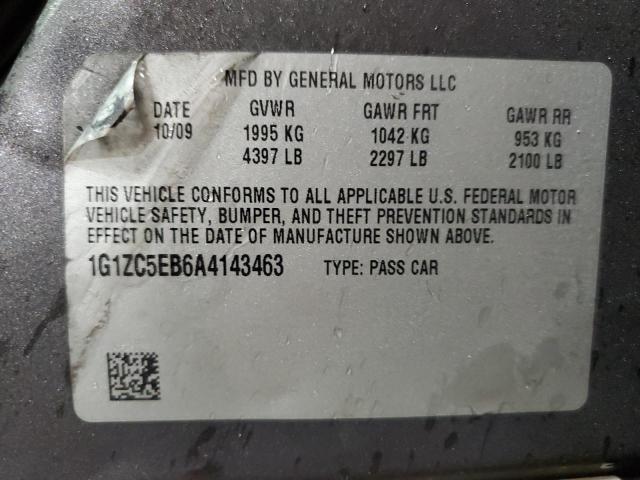 MFD BY GENERAL MOTORS LLC
DATE GVWR GAWR FRT GAWR RR
10/09 1995 KG 1042 KG 953 KG
4397 LB 2297 LB 2100 LB
THIS VEHICLE CONFORMS TO ALL APPLICABLE U.S. FEDERAL MOTOR
VEHICLE SAFETY, BUMPER, AND THEFT PREVENTION STANDARDS IN
EFFECT ON THE DATE OF MANUFACTURE SHOWN ABOVE.
1G1ZC5EB6A4143463 TYPE: PASS CAR